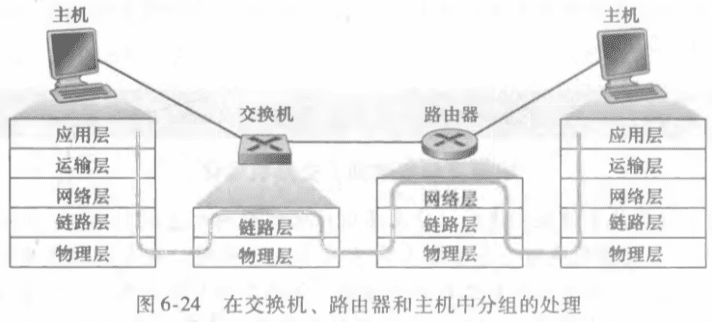 主机
主机
交换机
路由器
应用层
运输层
网络层
链路层
物理层
链路层
物理层
网络层
链路层
物理层
应用层
运输层
网络层
链路层
物理层
图 6-24 在交换机、路由器和主机中分组的处理